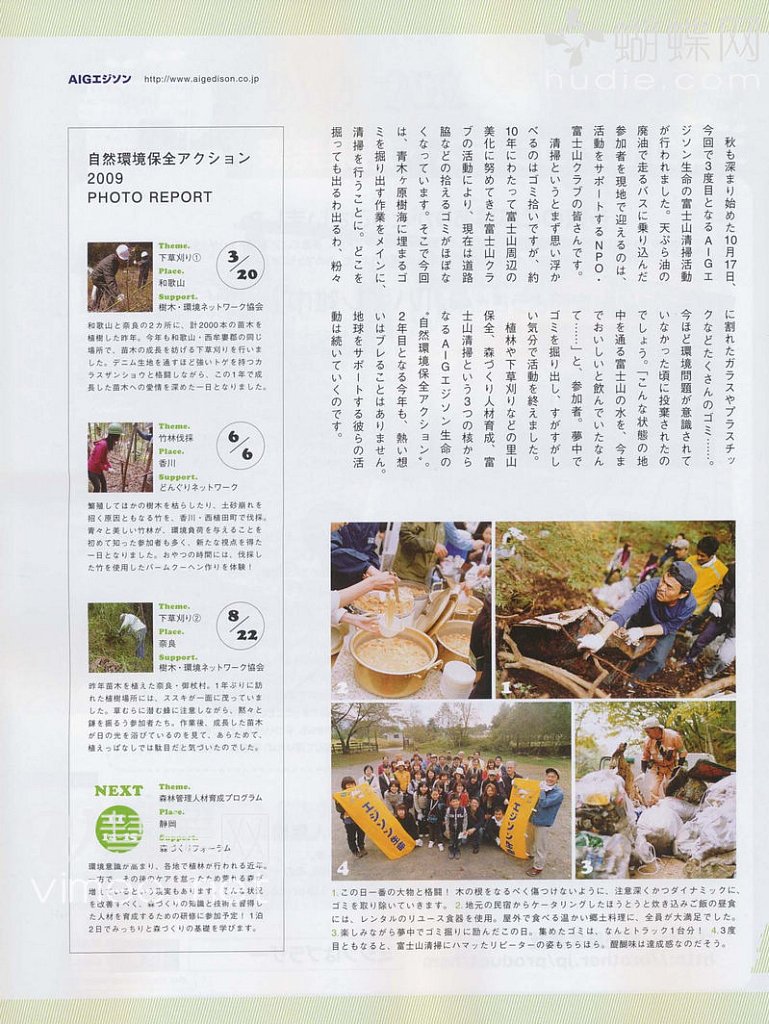 蝴蝶网
hudie.com
AIGエジソン http://www.aigedison.co.jp
秋も深まり始めた10月17日、
今回で3度目となるAIGエ
ジソン生命の富士山清掃活動
が行われました。天ぷら油の
廃油で走るバスに乗り込んだ
参加者を現地で迎えるのは、
活動をサポートするNPO・
富士山クラブの皆さんです。
清掃というとまず思い浮か
べるのはゴミ拾いですが、約
10年にわたって富士山周辺の
美化に努めてきた富士山クラ
ブの活動により、現在は道路
脇などの拾えるゴミがほぼな
くなっています。そこで今回
は、青木ヶ原樹海に埋まるゴ
ミを掘り出す作業をメインに、
清掃を行うことに。どこを
掘っても出るわ出るわ、粉々
に割れたガラスやプラスチッ
クなどたくさんのゴミ……。
今ほど環境問題が意識されて
いなかった頃に投棄されたの
でしょう。「こんな状態の地
中を通る富士山の水を、今ま
でおいしいと飲んでいたなん
て……」と、参加者。夢中で
ゴミを掘り出し、すがすがし
い気分で活動を終えました。
植林や下草刈りなどの里山
保全、森づくり人材育成、富
士山清掃という3つの核から
なるAIGエジソン生命の
“自然環境保全アクション”。
2年目となる今年も、熱い想
いはブレることはありません。
地球をサポートする彼らの活
動は続いていくのです。
自然環境保全アクション
2009
PHOTO REPORT
Theme.
下草刈り①
Place.
和歌山
Support.
樹木・環境ネットワーク協会
3/20
和歌山と奈良の2カ所に、計2000本の苗木を
植樹した昨年。今年も和歌山・西牟婁郡の同じ
場所で、苗木の成長を妨げる下草刈りを行いま
した。デニム生地を通すほど強いトゲを持つカ
ラスザンショウと格闘しながら、この1年で成
長した苗木への愛情を深めた一日となりました。
Theme.
竹林伐採
Place.
香川
Support.
どんぐりネットワーク
6/6
繁殖してほかの樹木を枯らしたり、土砂崩れを
招く原因ともなる竹を、香川・西植田町で伐採。
青々と美しい竹林が、環境負荷を与えることを
初めて知った参加者も多く、新たな視点を得た
一日となりました。おやつの時間には、伐採し
た竹を使用したバームクーヘン作りを体験！
Theme.
下草刈り②
Place.
奈良
Support.
樹木・環境ネットワーク協会
8/22
昨年苗木を植えた奈良・御杖村。1年ぶりに訪
れた植樹場所には、ススキが一面に茂っていま
した。草むらに潜む蜂に注意しながら、黙々と
鎌を振るう参加者たち。作業後、成長した苗木
が日の光を浴びているのを見て、あらためて、
植えっぱなしでは駄目だと気づいたのでした。
NEXT
Theme.
森林管理人材育成プログラム
Place.
静岡
Support.
森づくりフォーラム
環境意識が高まり、各地で植林が行われる近年。
一方で、その後のケアを怠ったため荒れる森が
増えているという現実もあります。そんな状況
を改善すべく、森づくりの知識と技術を習得し
た人材を育成するための研修に参加予定！ 1泊
2日でみっちりと森づくりの基礎を学びます。
2
1
エジソン生命
エジソン生
4
3
1.この日一番の大物と格闘！ 木の根をなるべく傷つけないように、注意深くかつダイナミックに、
ゴミを取り除いていきます。 2.地元の民宿からケータリングしたほうとうと炊き込みご飯の昼食
には、レンタルのリユース食器を使用。屋外で食べる温かい郷土料理に、全員が大満足でした。
3.楽しみながら夢中でゴミ掘りに励んだこの日。集めたゴミは、なんとトラック1台分！ 4.3度
目ともなると、富士山清掃にハマッたリピーターの姿もちらほら。醍醐味は達成感なのだそう。